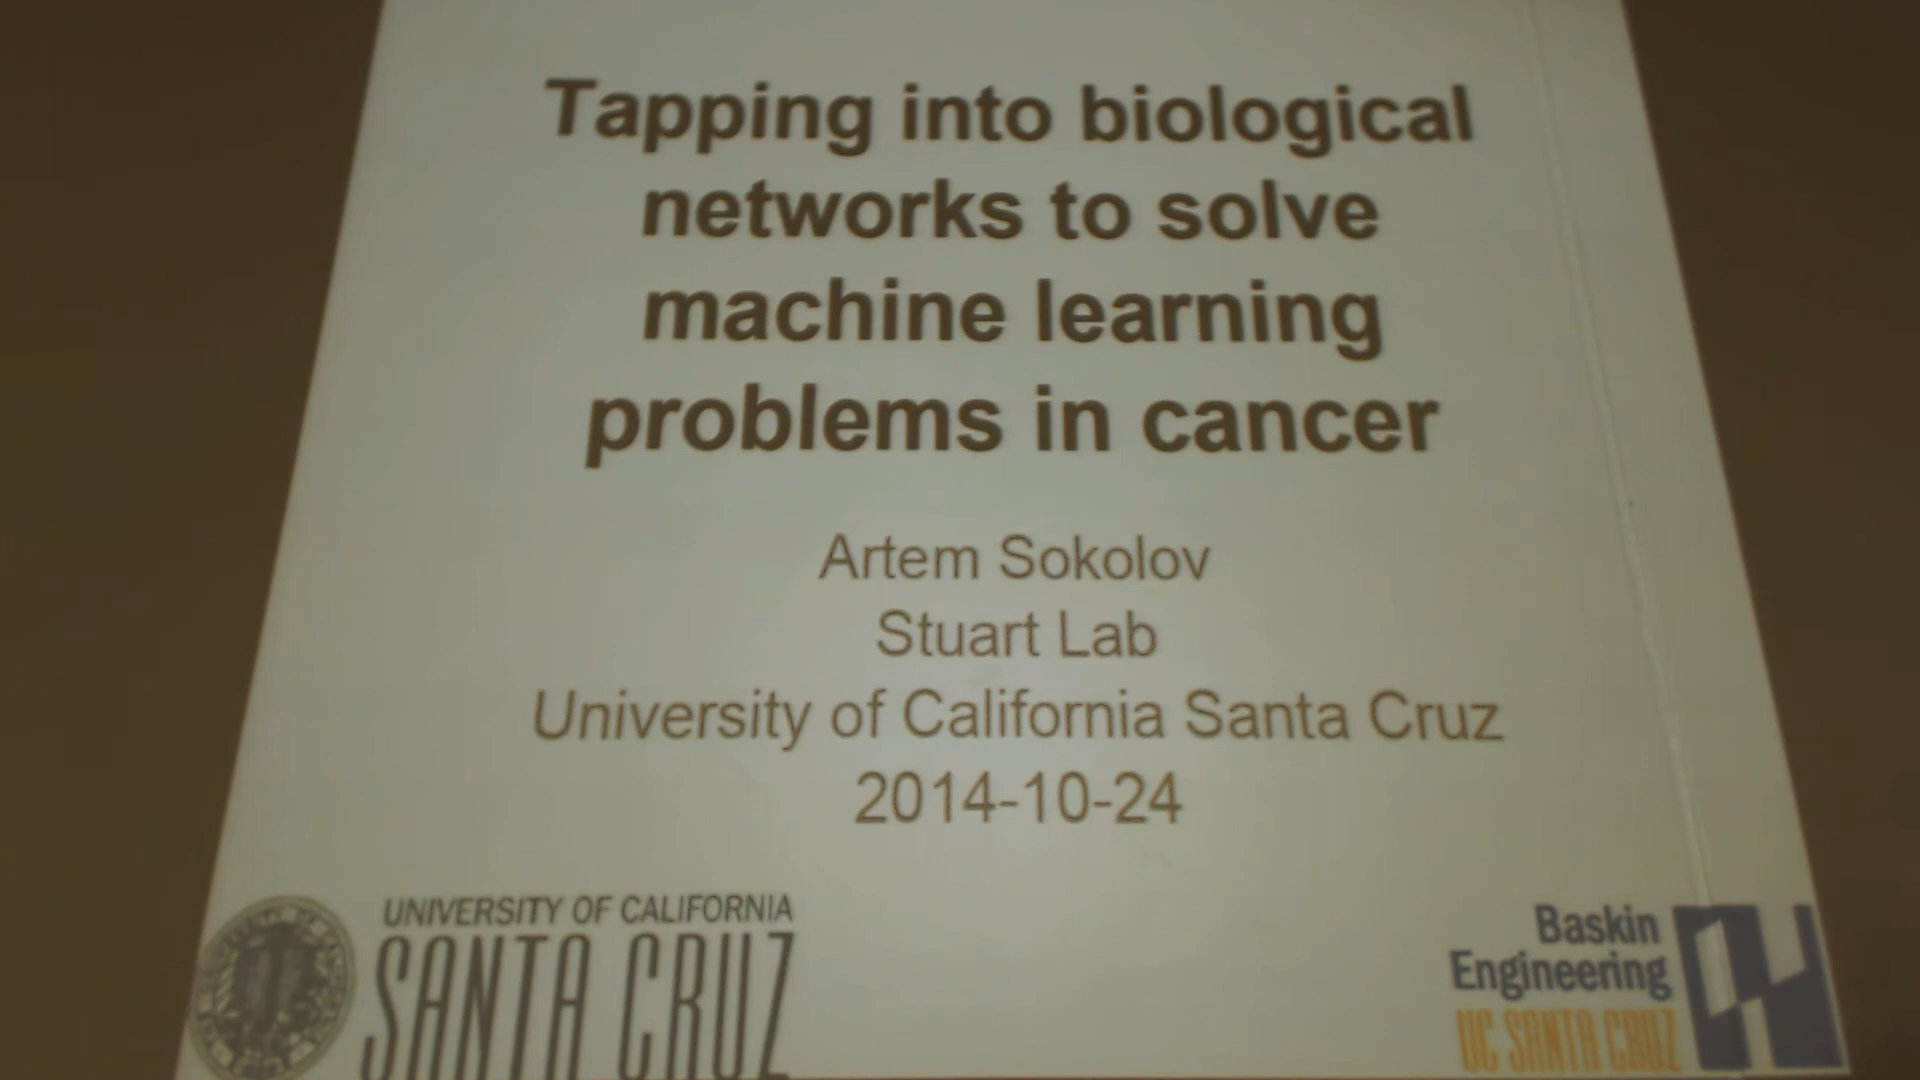 Tapping into biological
networks to solve
machine learning
problems in cancer
Artem Sokolov
Stuart Lab
University of California Santa Cruz
2014-10-24
UNIVERSITY OF CALIFORNIA
SANTA CRUZ
Baskin
Engineering
UC SANTA CRUZ